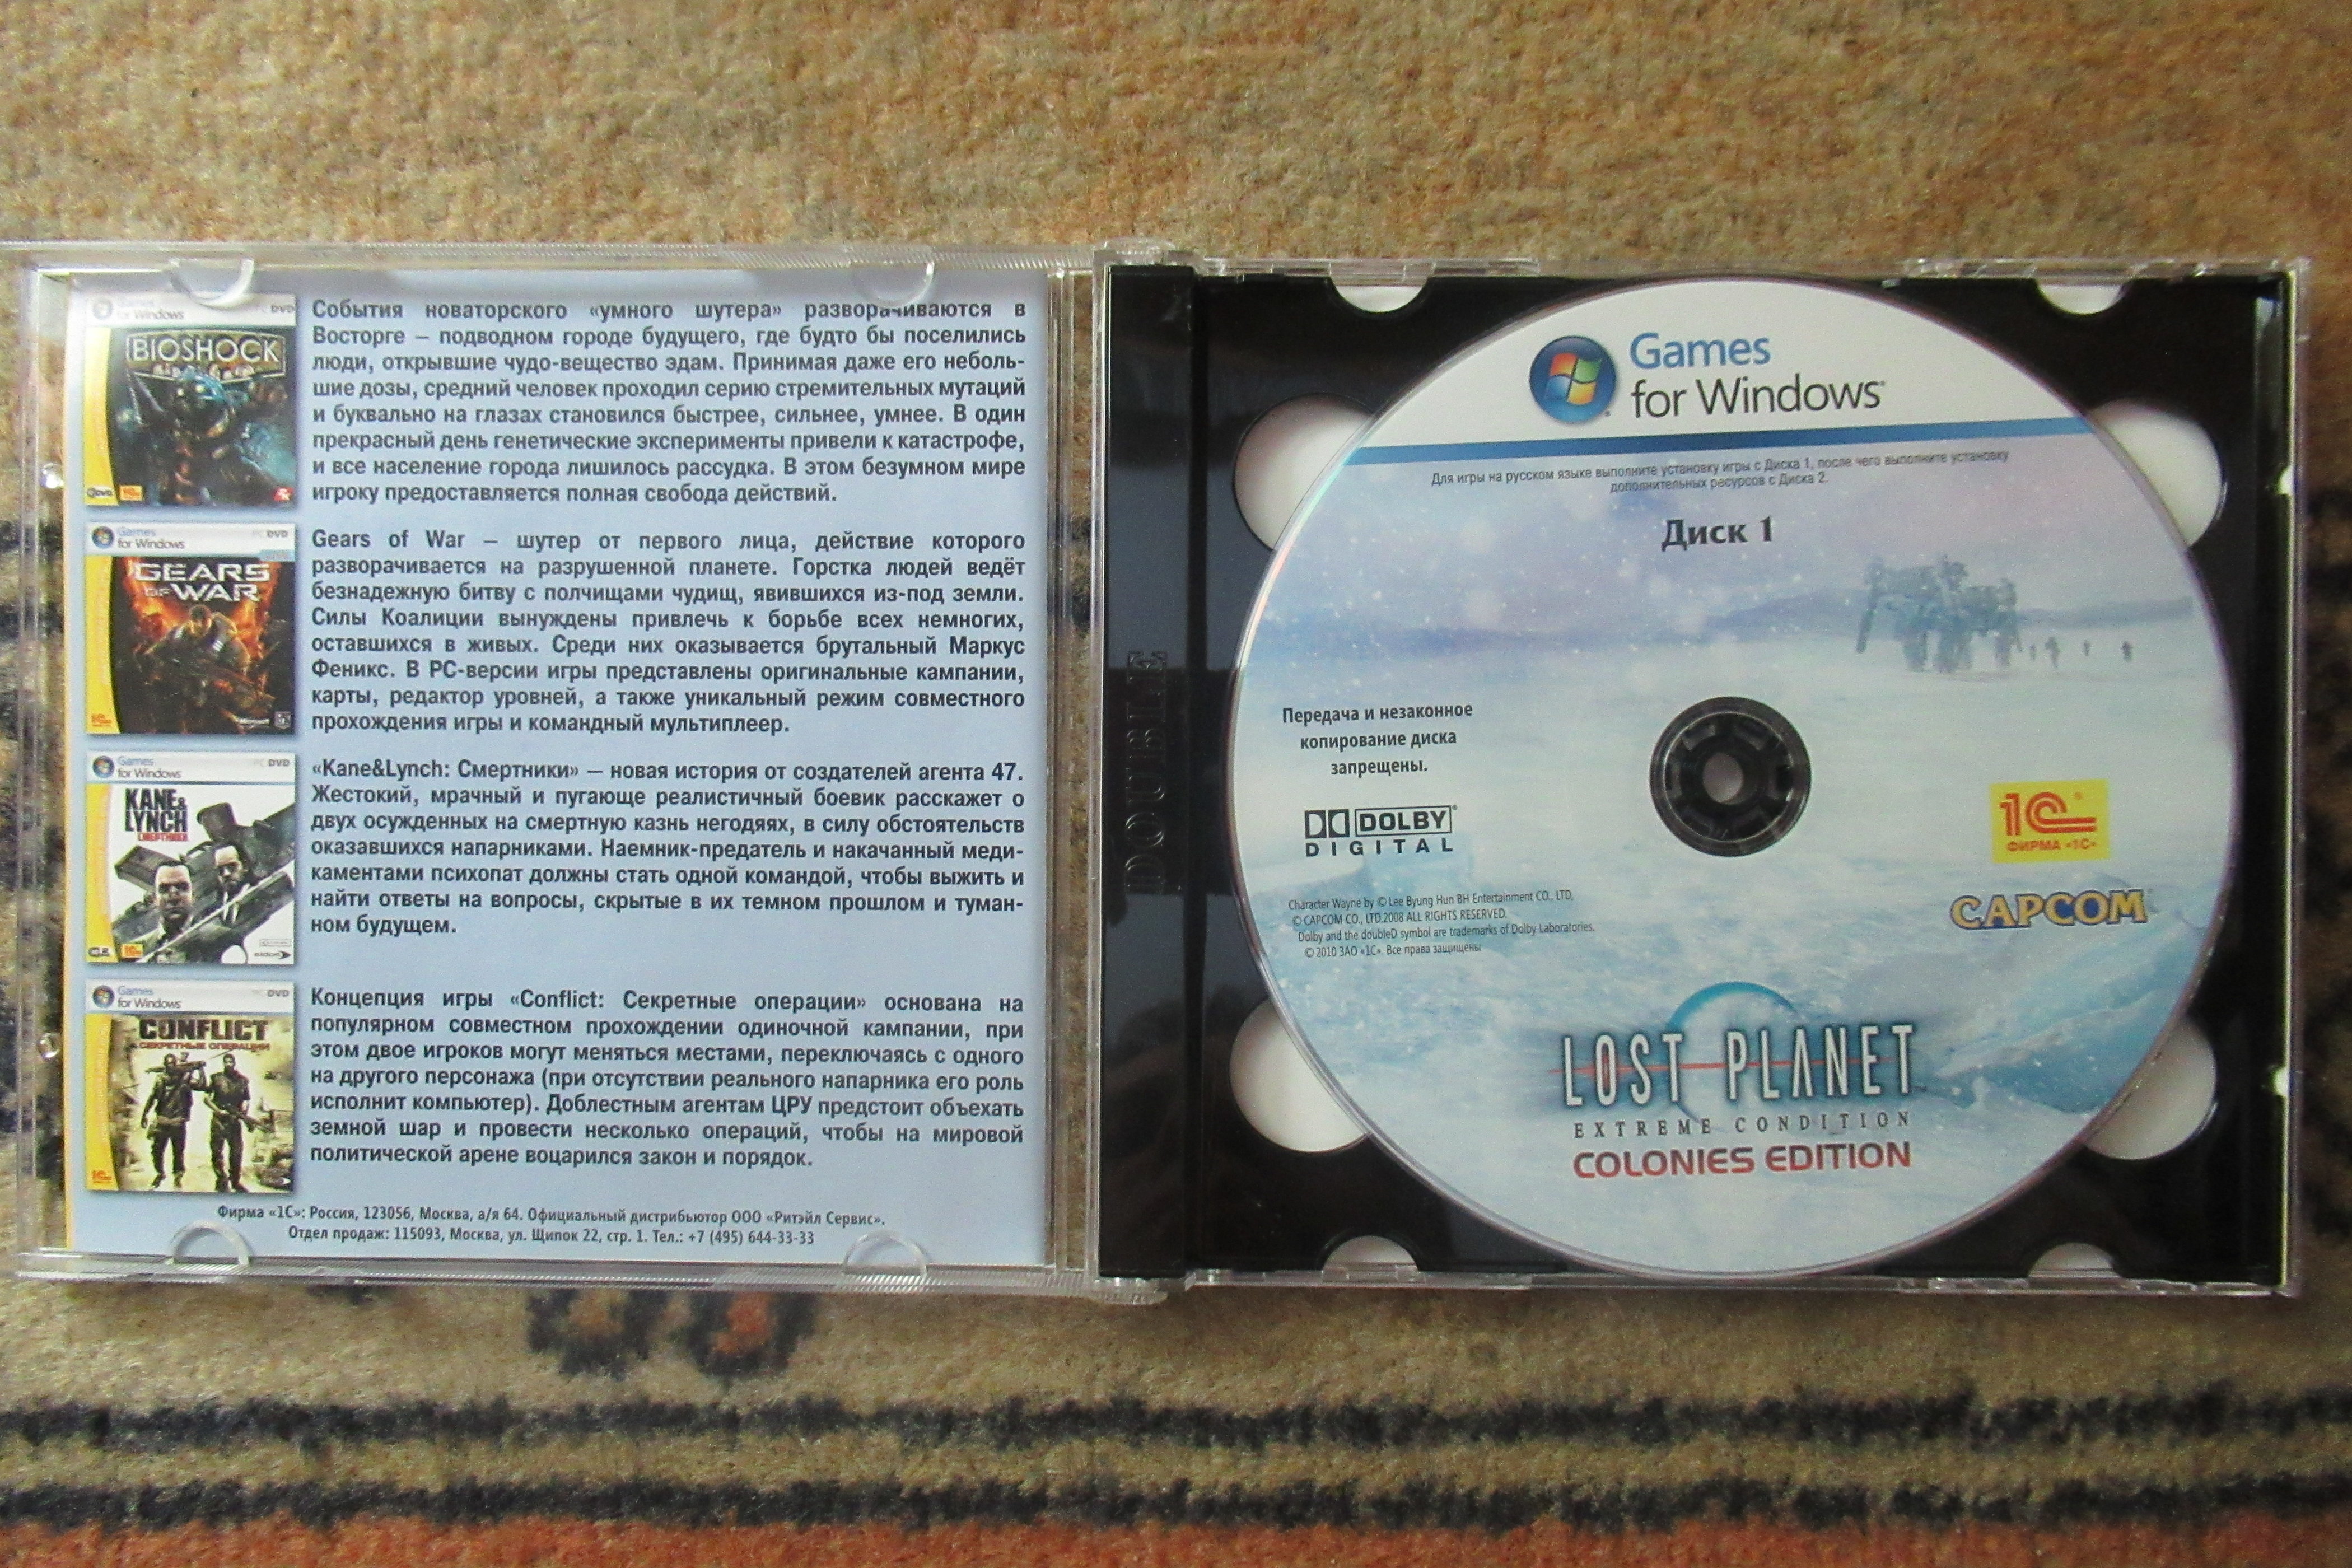 Games
for Windows
DVD
BIOSHOCK
События новаторского «умного шутера» разворачиваются в
Восторге – подводном городе будущего, где будто бы поселились
люди, открывшие чудо-вещество эдам. Принимая даже его неболь-
шие дозы, средний человек проходил серию стремительных мутаций
и буквально на глазах становился быстрее, сильнее, умнее. В один
прекрасный день генетические эксперименты привели к катастрофе,
и все население города лишилось рассудка. В этом безумном мире
игроку предоставляется полная свобода действий.
Games
for Windows
PC DVD
GEARS
OF WAR
Gears of War – шутер от первого лица, действие которого
разворачивается на разрушенной планете. Горстка людей ведёт
безнадежную битву с полчищами чудищ, явившихся из-под земли.
Силы Коалиции вынуждены привлечь к борьбе всех немногих,
оставшихся в живых. Среди них оказывается брутальный Маркус
Феникс. В PC-версии игры представлены оригинальные кампании,
карты, редактор уровней, а также уникальный режим совместного
прохождения игры и командный мультиплеер.
Games
for Windows
PC DVD
KANE&
LYNCH
СМЕРТНИКИ
«Kane&Lynch: Смертники» – новая история от создателей агента 47.
Жестокий, мрачный и пугающе реалистичный боевик расскажет о
двух осужденных на смертную казнь негодяях, в силу обстоятельств
оказавшихся напарниками. Наемник-предатель и накачанный меди-
каментами психопат должны стать одной командой, чтобы выжить и
найти ответы на вопросы, скрытые в их темном прошлом и туман-
ном будущем.
Games
for Windows
PC DVD
CONFLICT
СЕКРЕТНЫЕ ОПЕРАЦИИ
Концепция игры «Conflict: Секретные операции» основана на
популярном совместном прохождении одиночной кампании, при
этом двое игроков могут меняться местами, переключаясь с одного
на другого персонажа (при отсутствии реального напарника его роль
исполнит компьютер). Доблестным агентам ЦРУ предстоит объехать
земной шар и провести несколько операций, чтобы на мировой
политической арене воцарился закон и порядок.
Фирма «1С»: Россия, 123056, Москва, а/я 64. Официальный дистрибьютор ООО «Ритэйл Сервис».
Отдел продаж: 115093, Москва, ул. Щипок 22, стр. 1. Тел.: +7 (495) 644-33-33
DOUBLE
Games
for Windows
Для игры на русском языке выполните установку игры с Диска 1, после чего выполните установку
дополнительных ресурсов с Диска 2.
Диск 1
Передача и незаконное
копирование диска
запрещены.
DOLBY
DIGITAL
1С
ФИРМА «1С»
CAPCOM
Character Wayne by © Lee Byung Hun BH Entertainment CO., LTD,
© CAPCOM CO., LTD.2008 ALL RIGHTS RESERVED.
Dolby and the doubleD symbol are trademarks of Dolby Laboratories.
© 2010 ЗАО «1С». Все права защищены
LOST PLANET
EXTREME CONDITION
COLONIES EDITION